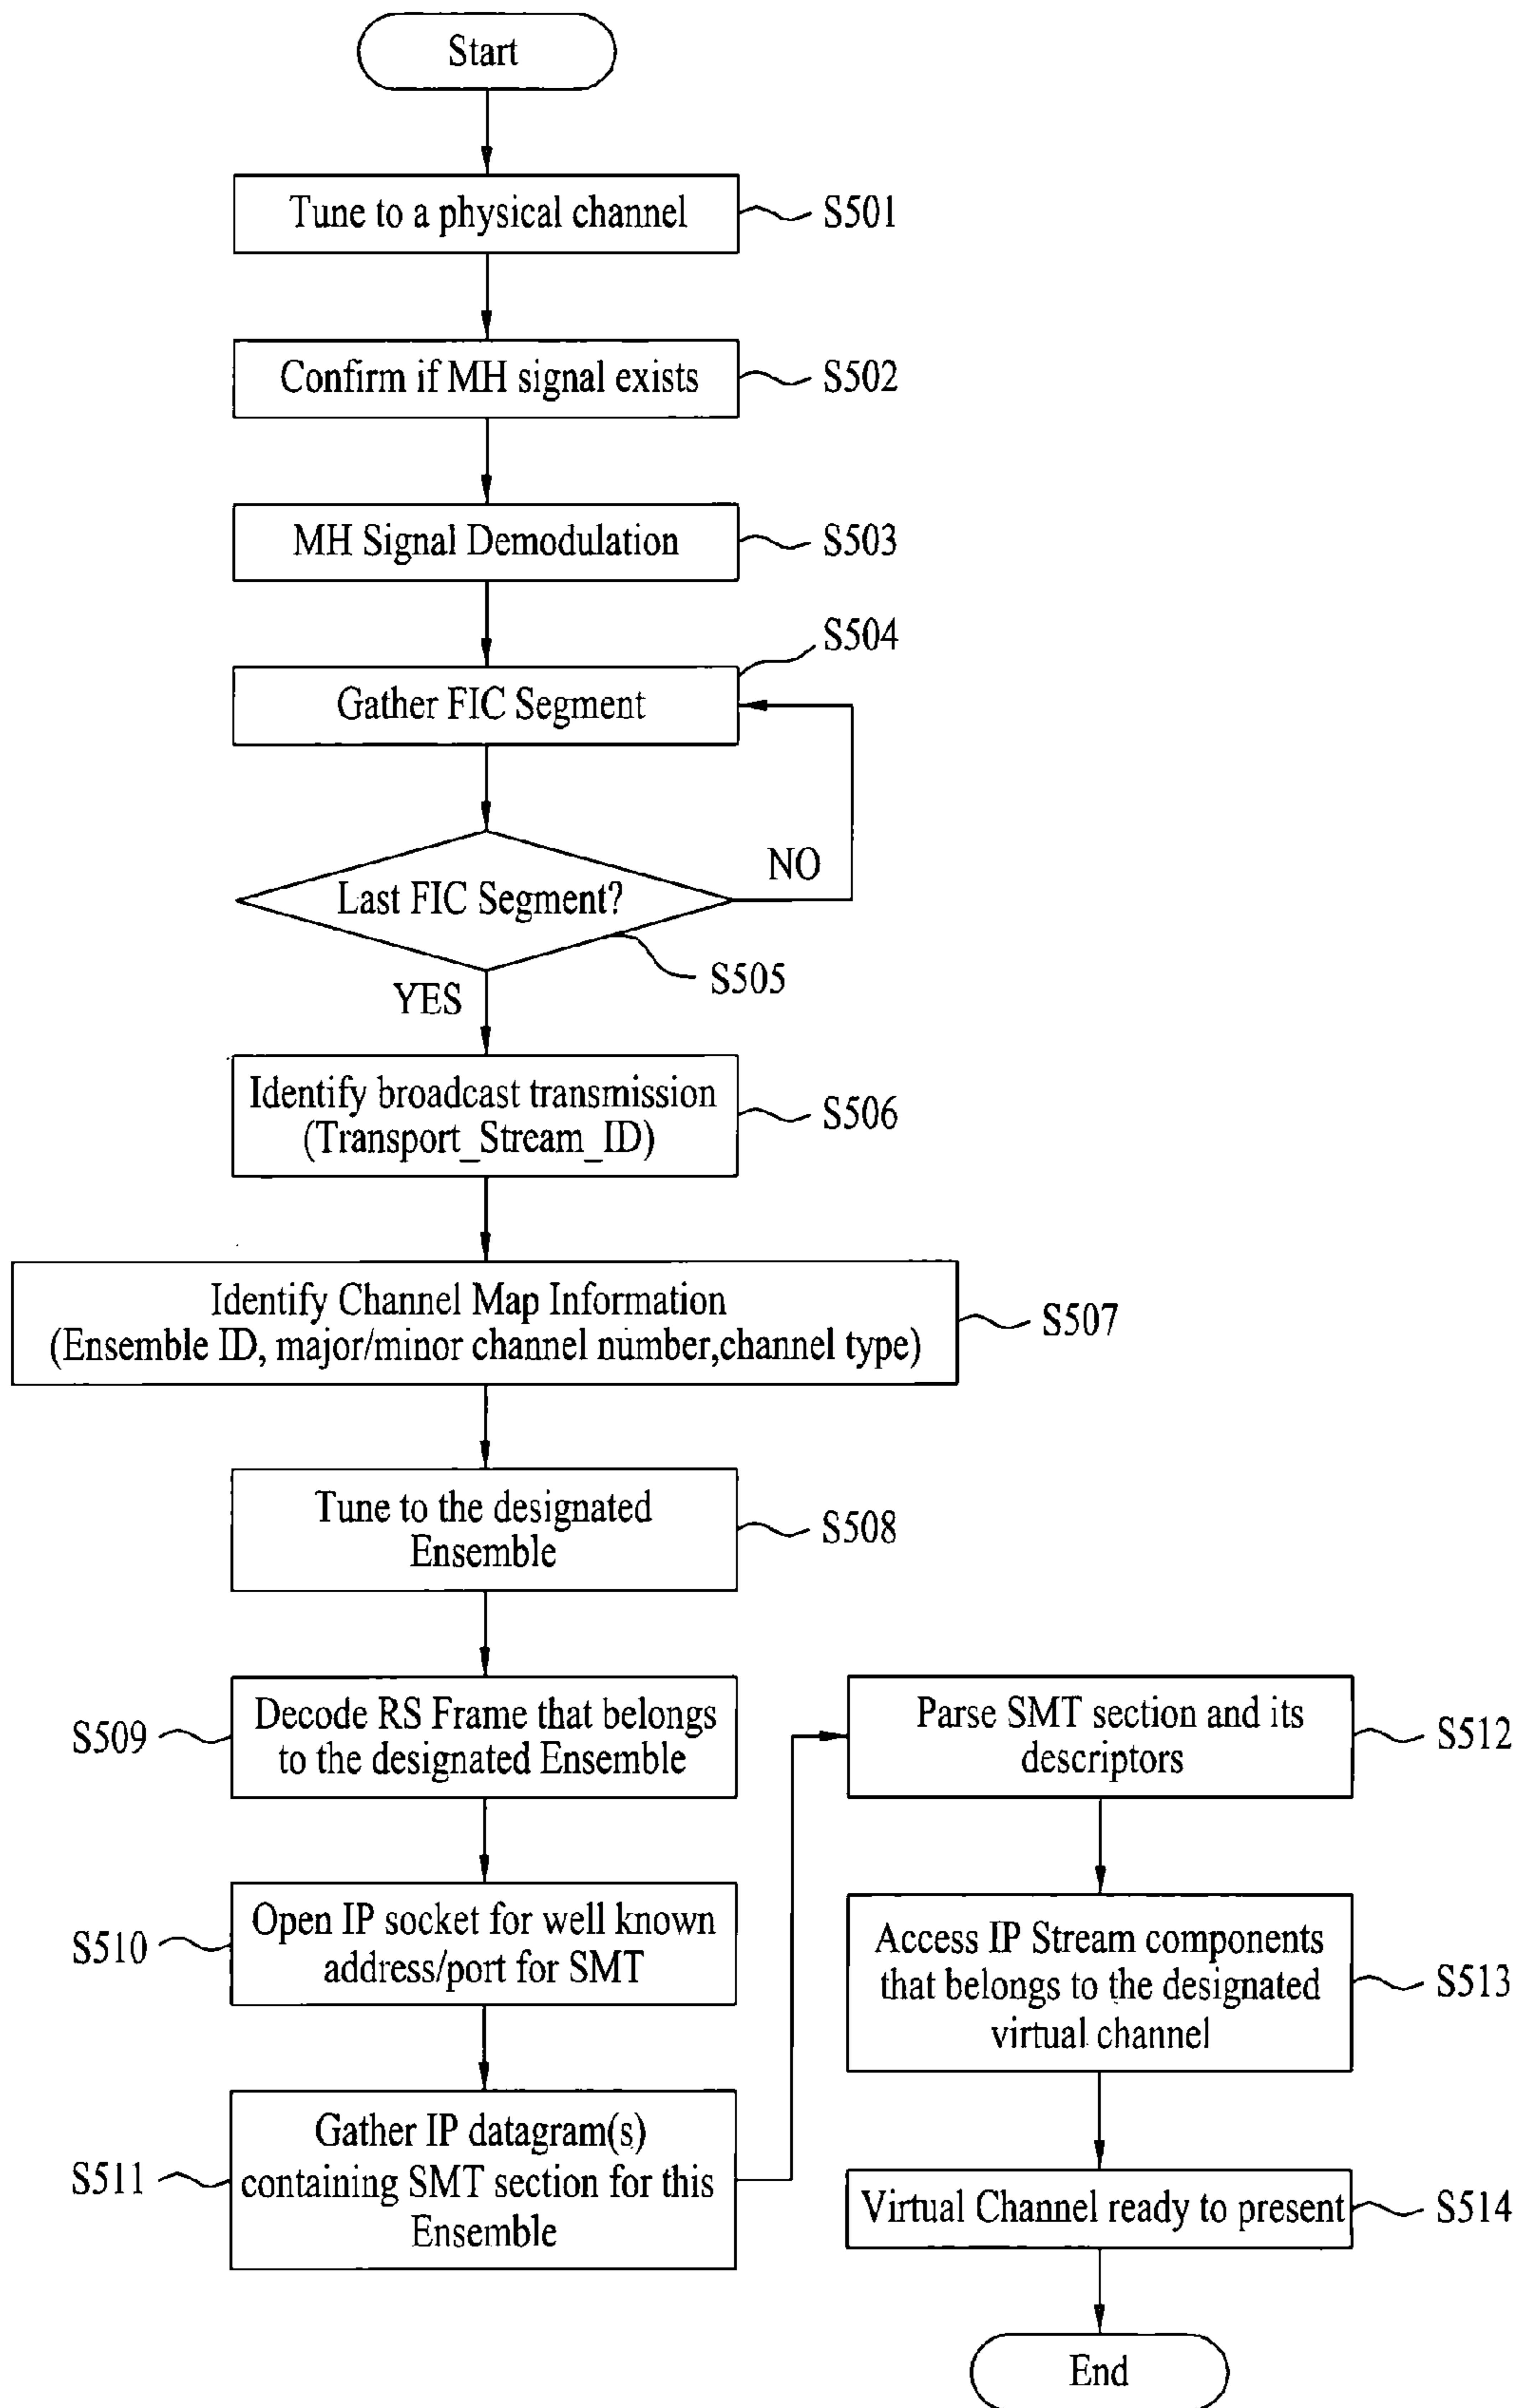 Start
Tune to a physical channel
S501
Confirm if MH signal exists
S502
MH Signal Demodulation
S503
S504
Gather FIC Segment
NO
Last FIC Segment?
S505
YES
Identify broadcast transmission
(Transport_Stream_ID)
S506
Identify Channel Map Information
(Ensemble ID, major/minor channel number,channel type)
S507
Tune to the designated
Ensemble
S508
S509
Decode RS Frame that belongs
to the designated Ensemble
S510
Open IP socket for well known
address/port for SMT
S511
Gather IP datagram(s)
containing SMT section for this
Ensemble
Parse SMT section and its
descriptors
S512
Access IP Stream components
that belongs to the designated
virtual channel
S513
Virtual Channel ready to present
S514
End